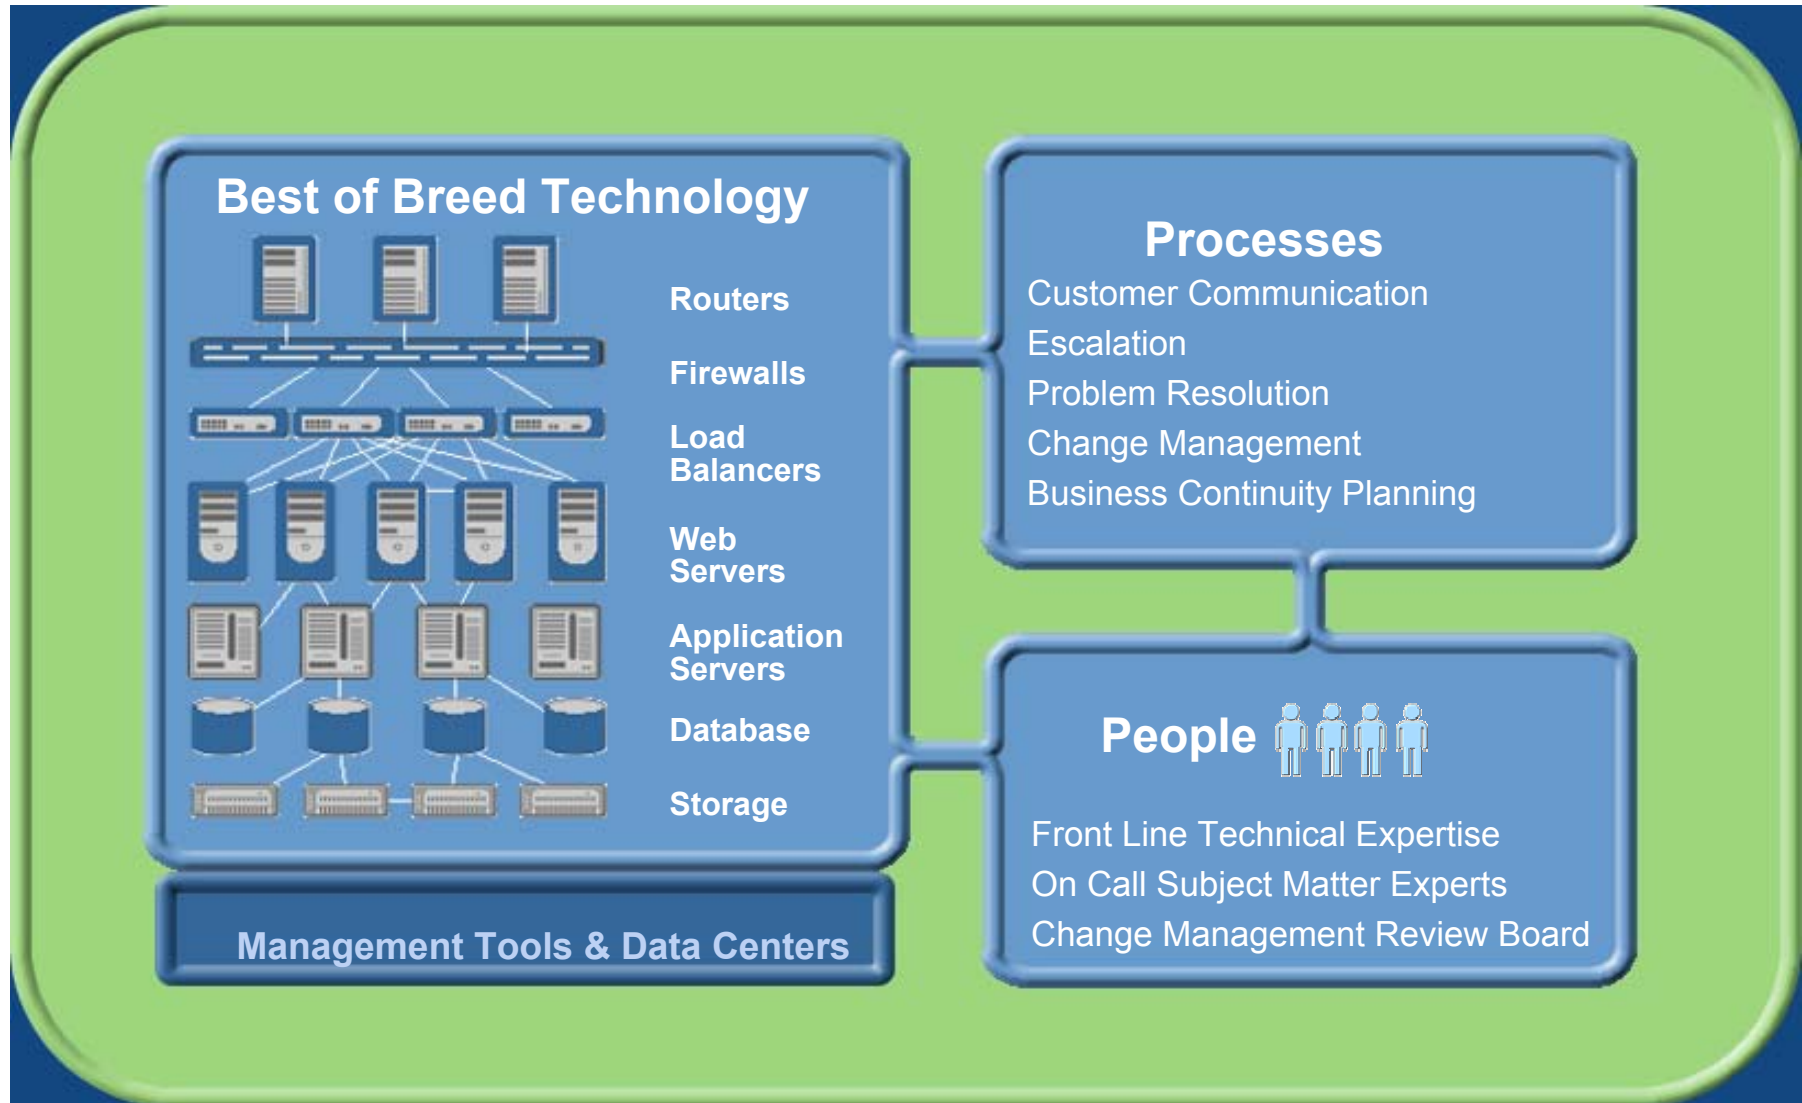 Best of Breed Technology
Routers
Firewalls
Load
Balancers
Web
Servers
Application
Servers
Database
Storage
Management Tools & Data Centers
Processes
Customer Communication
Escalation
Problem Resolution
Change Management
Business Continuity Planning
People
Front Line Technical Expertise
On Call Subject Matter Experts
Change Management Review Board